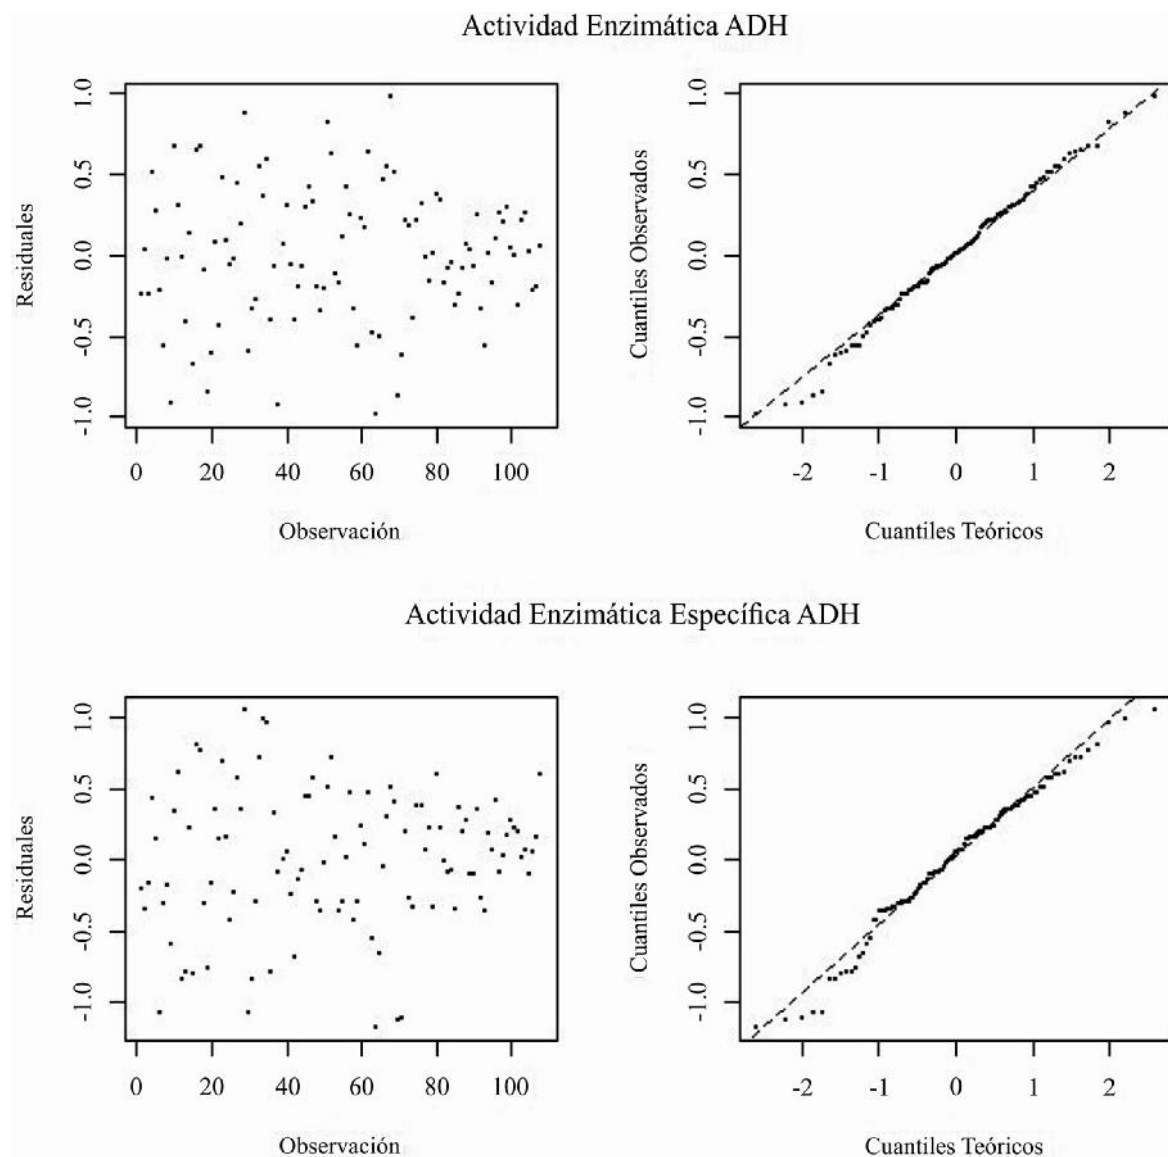 Actividad Enzimática ADH
Residuales
1.0
0.5
0.0
-0.5
-1.0
0 20 40 60 80 100
Observación
Cuantiles Observados
1.0
0.5
0.0
-0.5
-1.0
-2 -1 0 1 2
Cuantiles Teóricos
Actividad Enzimática Específica ADH
Residuales
1.0
0.5
0.0
-0.5
-1.0
0 20 40 60 80 100
Observación
Cuantiles Observados
1.0
0.5
0.0
-0.5
-1.0
-2 -1 0 1 2
Cuantiles Teóricos